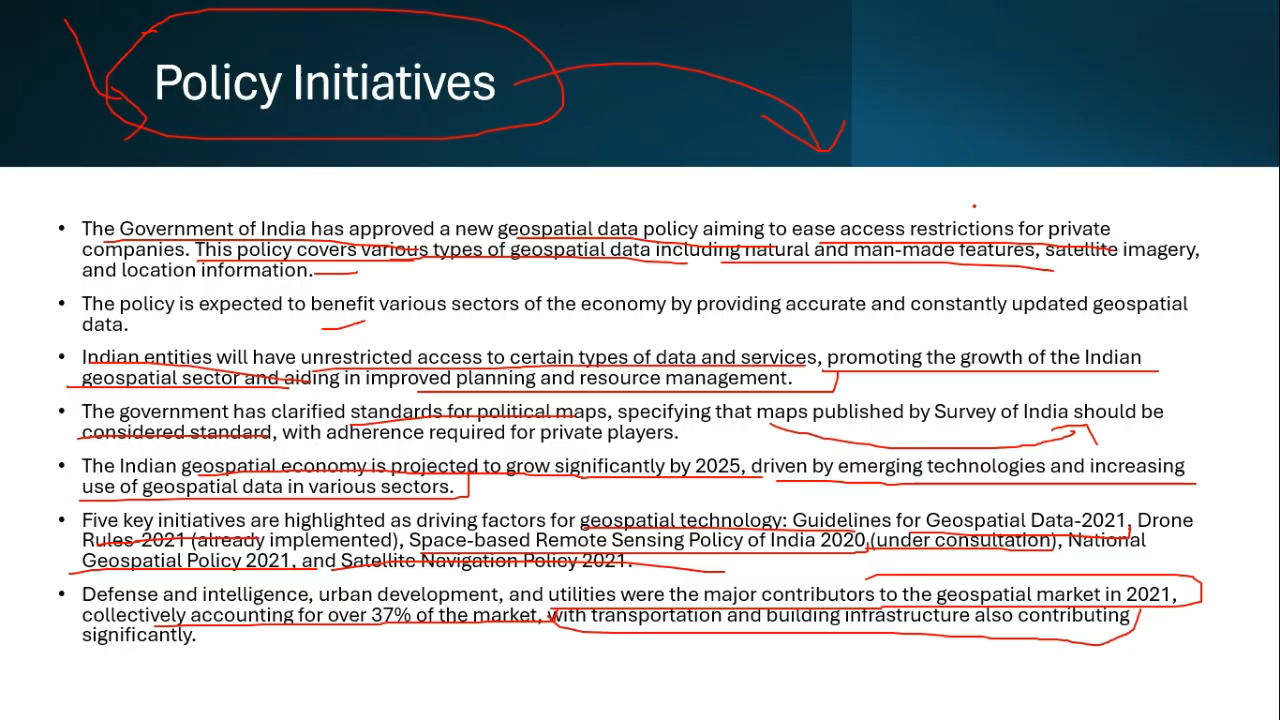 Policy Initiatives
• The Government of India has approved a new geospatial data policy aiming to ease access restrictions for private
companies. This policy covers various types of geospatial data including natural and man-made features, satellite imagery,
and location information.
• The policy is expected to benefit various sectors of the economy by providing accurate and constantly updated geospatial
data.
• Indian entities will have unrestricted access to certain types of data and services, promoting the growth of the Indian
geospatial sector and aiding in improved planning and resource management.
• The government has clarified standards for political maps, specifying that maps published by Survey of India should be
considered standard, with adherence required for private players.
• The Indian geospatial economy is projected to grow significantly by 2025, driven by emerging technologies and increasing
use of geospatial data in various sectors.
• Five key initiatives are highlighted as driving factors for geospatial technology: Guidelines for Geospatial Data-2021, Drone
Rules-2021 (already implemented), Space-based Remote Sensing Policy of India 2020 (under consultation), National
Geospatial Policy 2021, and Satellite Navigation Policy 2021.
• Defense and intelligence, urban development, and utilities were the major contributors to the geospatial market in 2021,
collectively accounting for over 37% of the market, with transportation and building infrastructure also contributing
significantly.